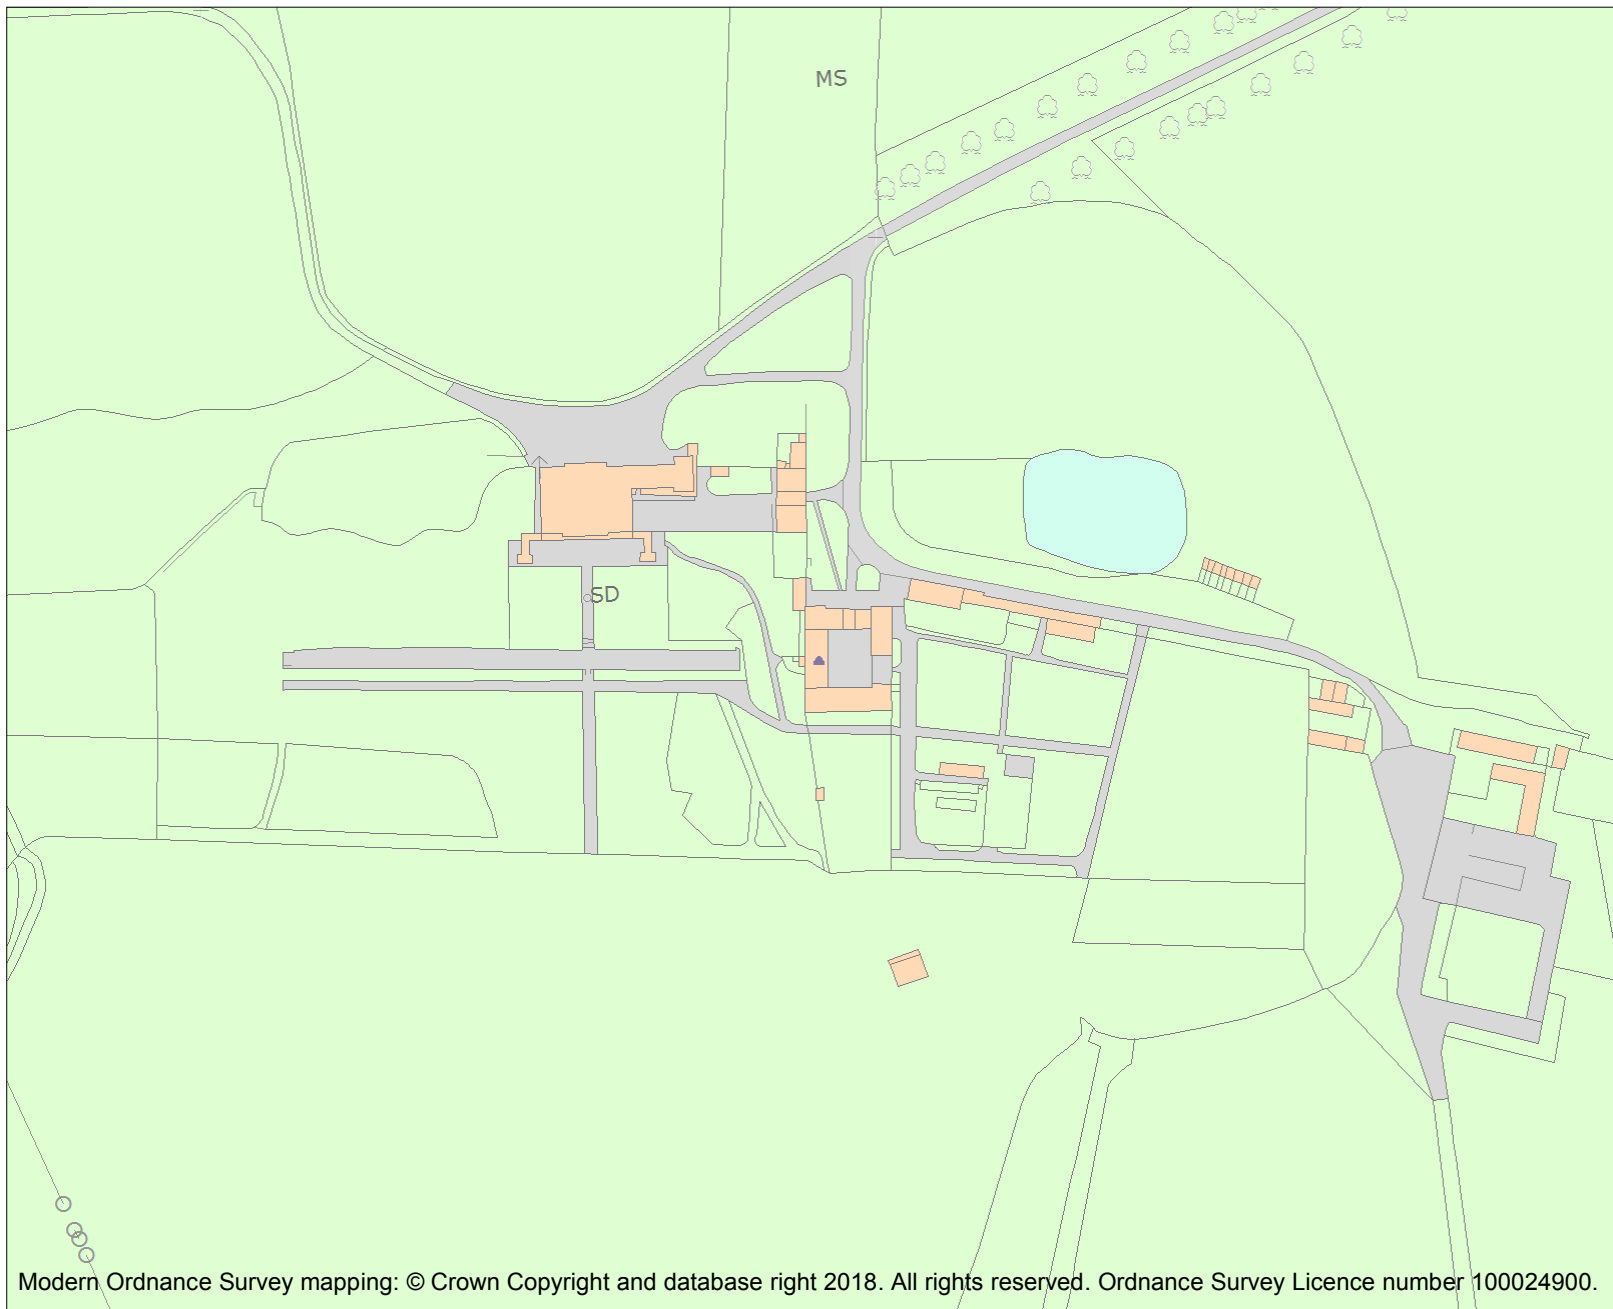 MS
SD
Modern Ordnance Survey mapping: © Crown Copyright and database right 2018. All rights reserved. Ordnance Survey Licence number 100024900.